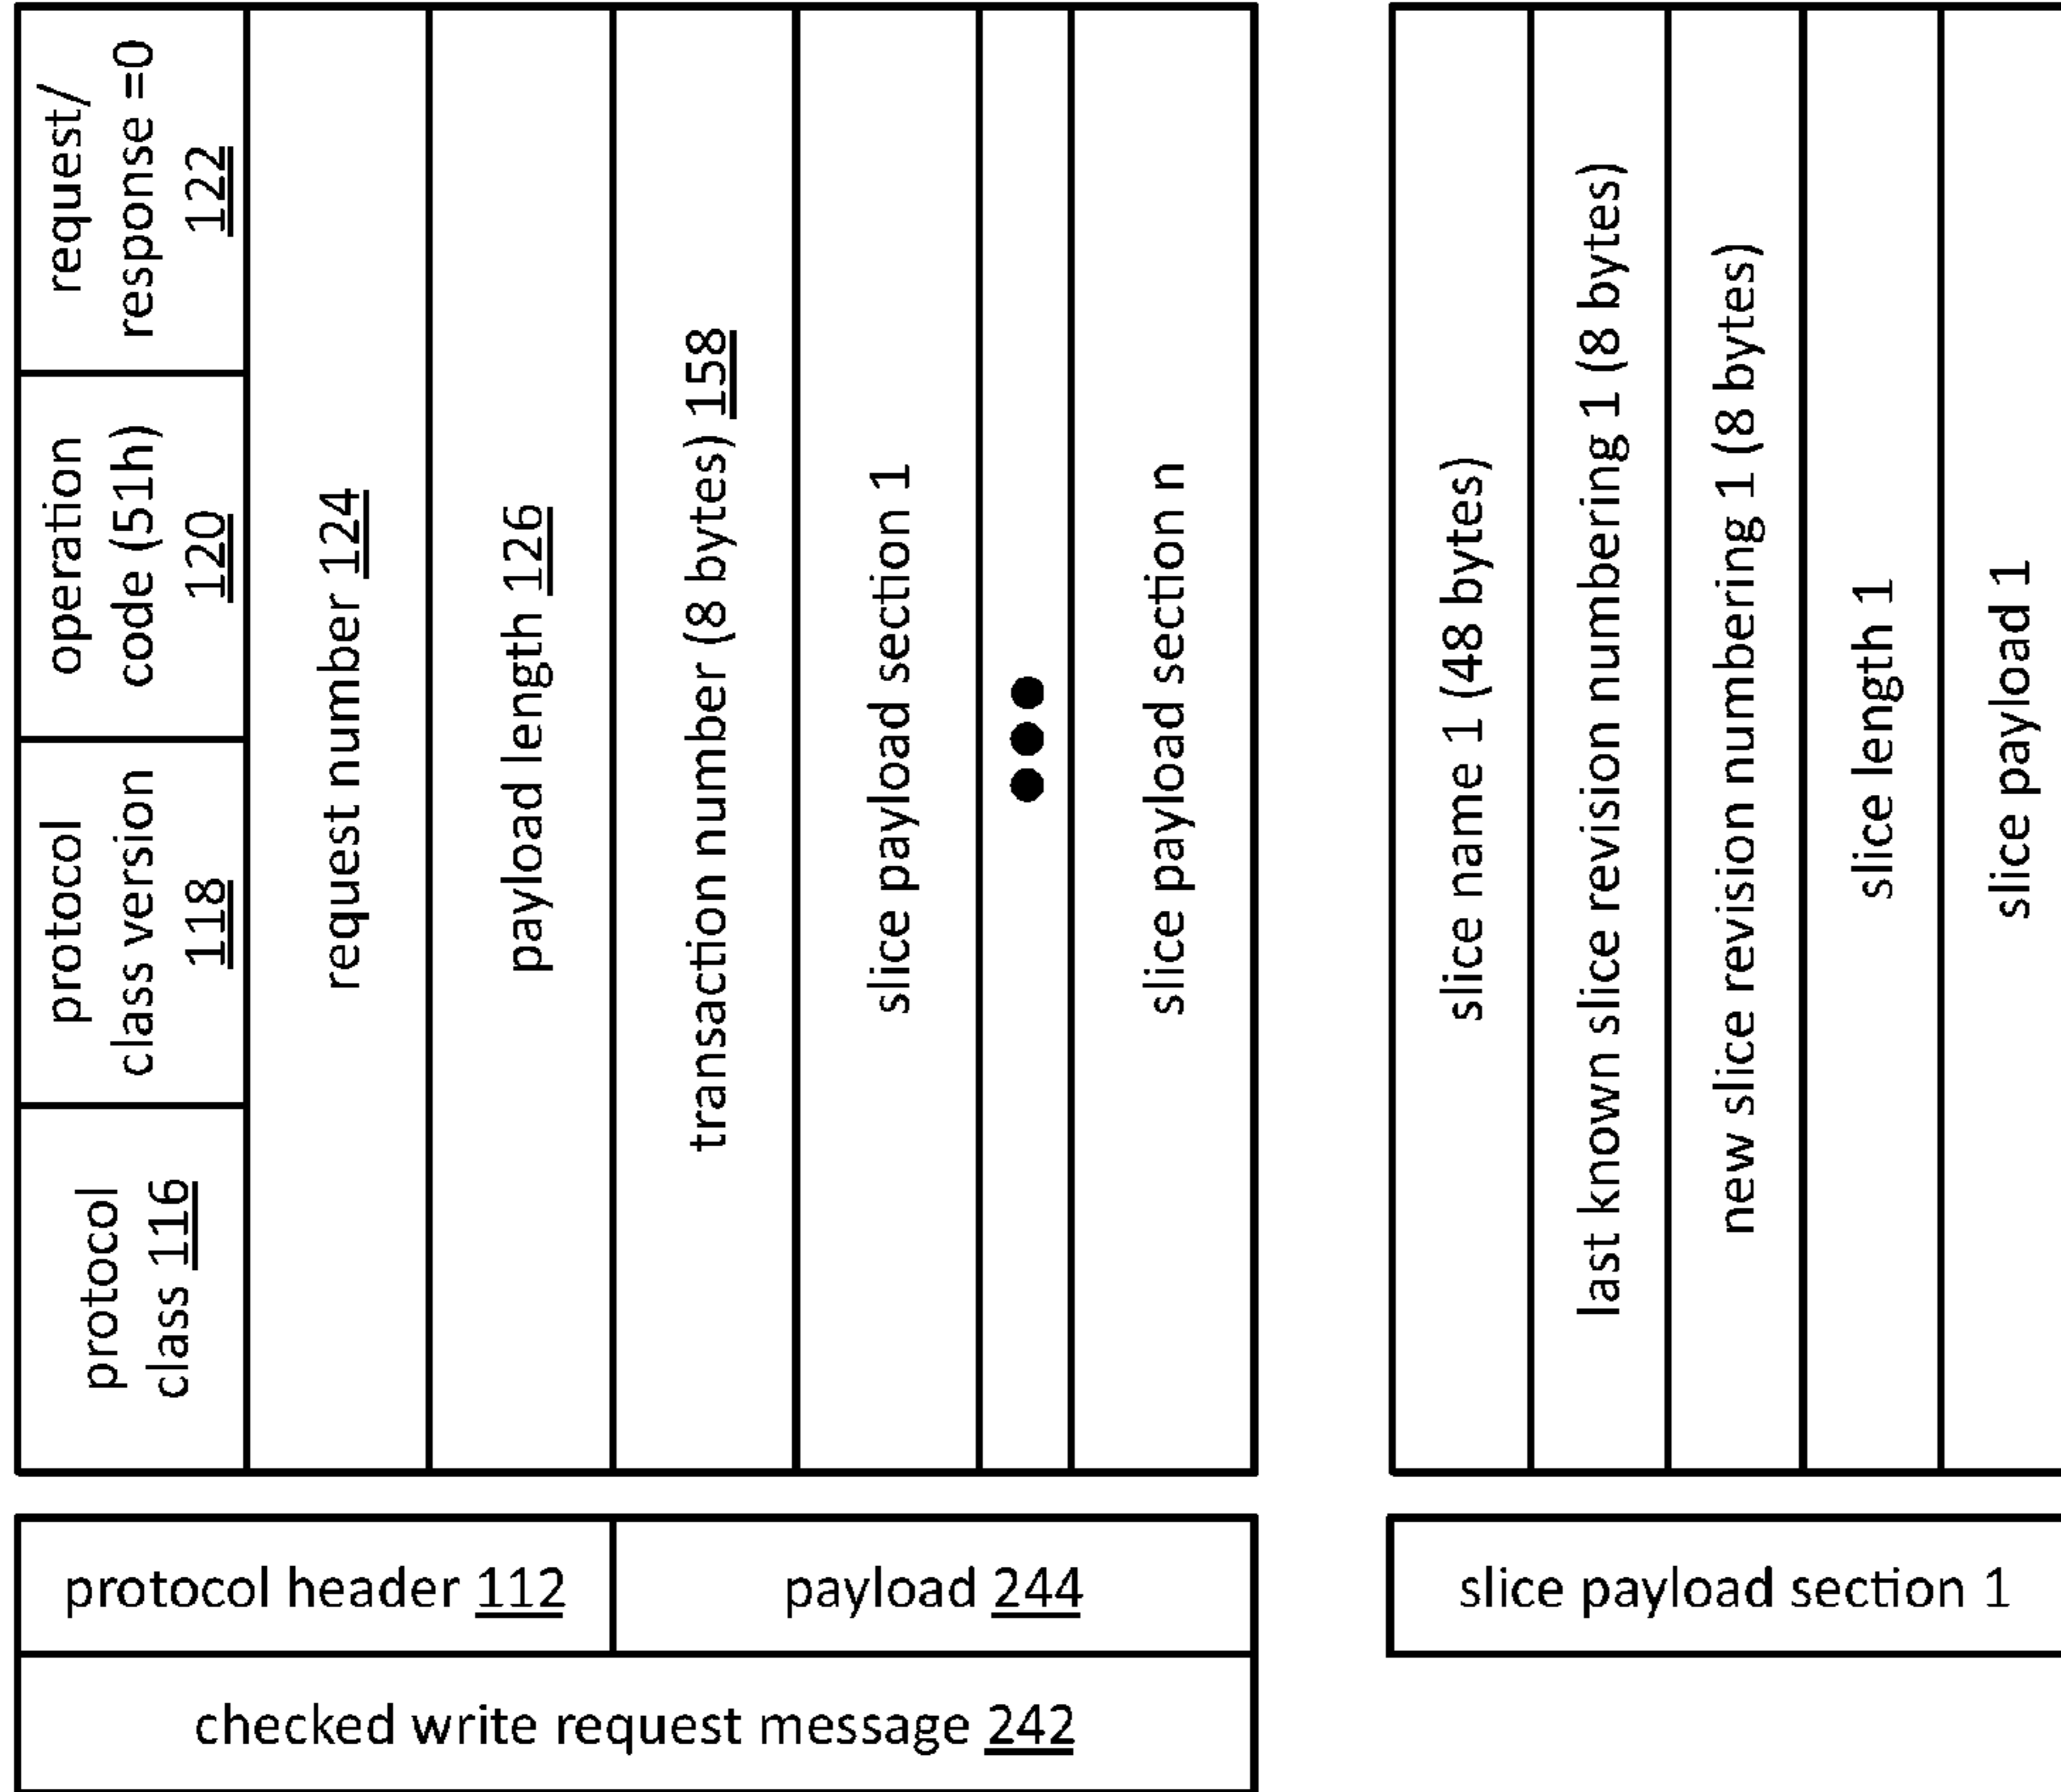 protocol
class 116
protocol
class version
118
operation
code (51h)
120
request/
response =0
122
request number 124
payload length 126
transaction number (8 bytes) 158
slice payload section 1
slice payload section n
protocol header 112
payload 244
checked write request message 242
slice name 1 (48 bytes)
last known slice revision numbering 1 (8 bytes)
new slice revision numbering 1 (8 bytes)
slice length 1
slice payload 1
slice payload section 1